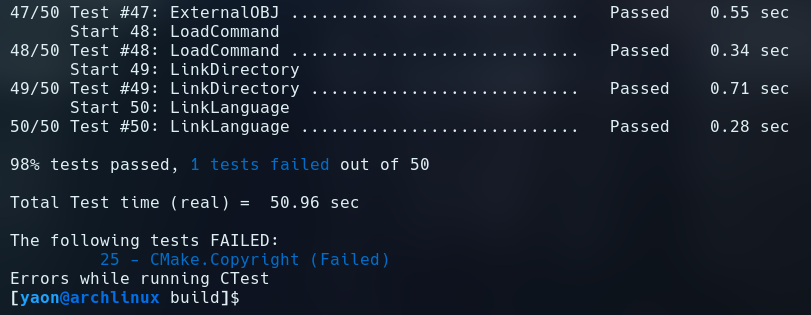 47/50 Test #47: ExternalOBJ .............................   Passed    0.55 sec
      Start 48: LoadCommand
48/50 Test #48: LoadCommand .............................   Passed    0.34 sec
      Start 49: LinkDirectory
49/50 Test #49: LinkDirectory ...........................   Passed    0.71 sec
      Start 50: LinkLanguage
50/50 Test #50: LinkLanguage ............................   Passed    0.28 sec
98% tests passed, 1 tests failed out of 50
Total Test time (real) =  50.96 sec
The following tests FAILED:
         25 - CMake.Copyright (Failed)
Errors while running CTest
[yaon@archlinux build]$